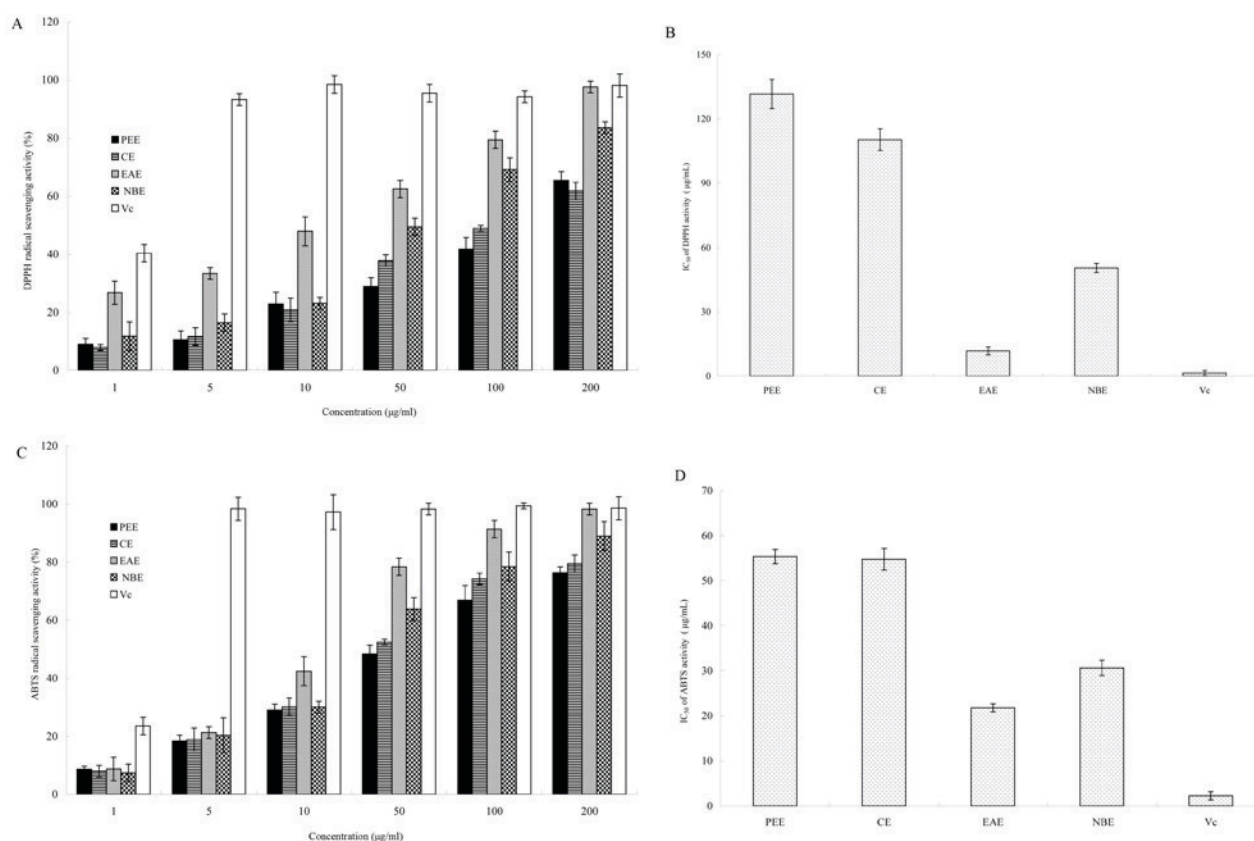 A
120
100
80
60
40
20
0
DPPH radical scavenging activity (%)
PEE
CE
EAE
NBE
Vc
1 5 10 50 100 200
Concentration (μg/ml)
B
150
120
90
60
30
0
IC50 of DPPH activity ( μg/mL)
PEE CE EAE NBE Vc
C
120
100
80
60
40
20
0
ABTS radical scavenging activity (%)
PEE
CE
EAE
NBE
Vc
1 5 10 50 100 200
Concentration (μg/ml)
D
70
60
50
40
30
20
10
0
IC50 of ABTS activity ( μg/mL)
PEE CE EAE NBE Vc